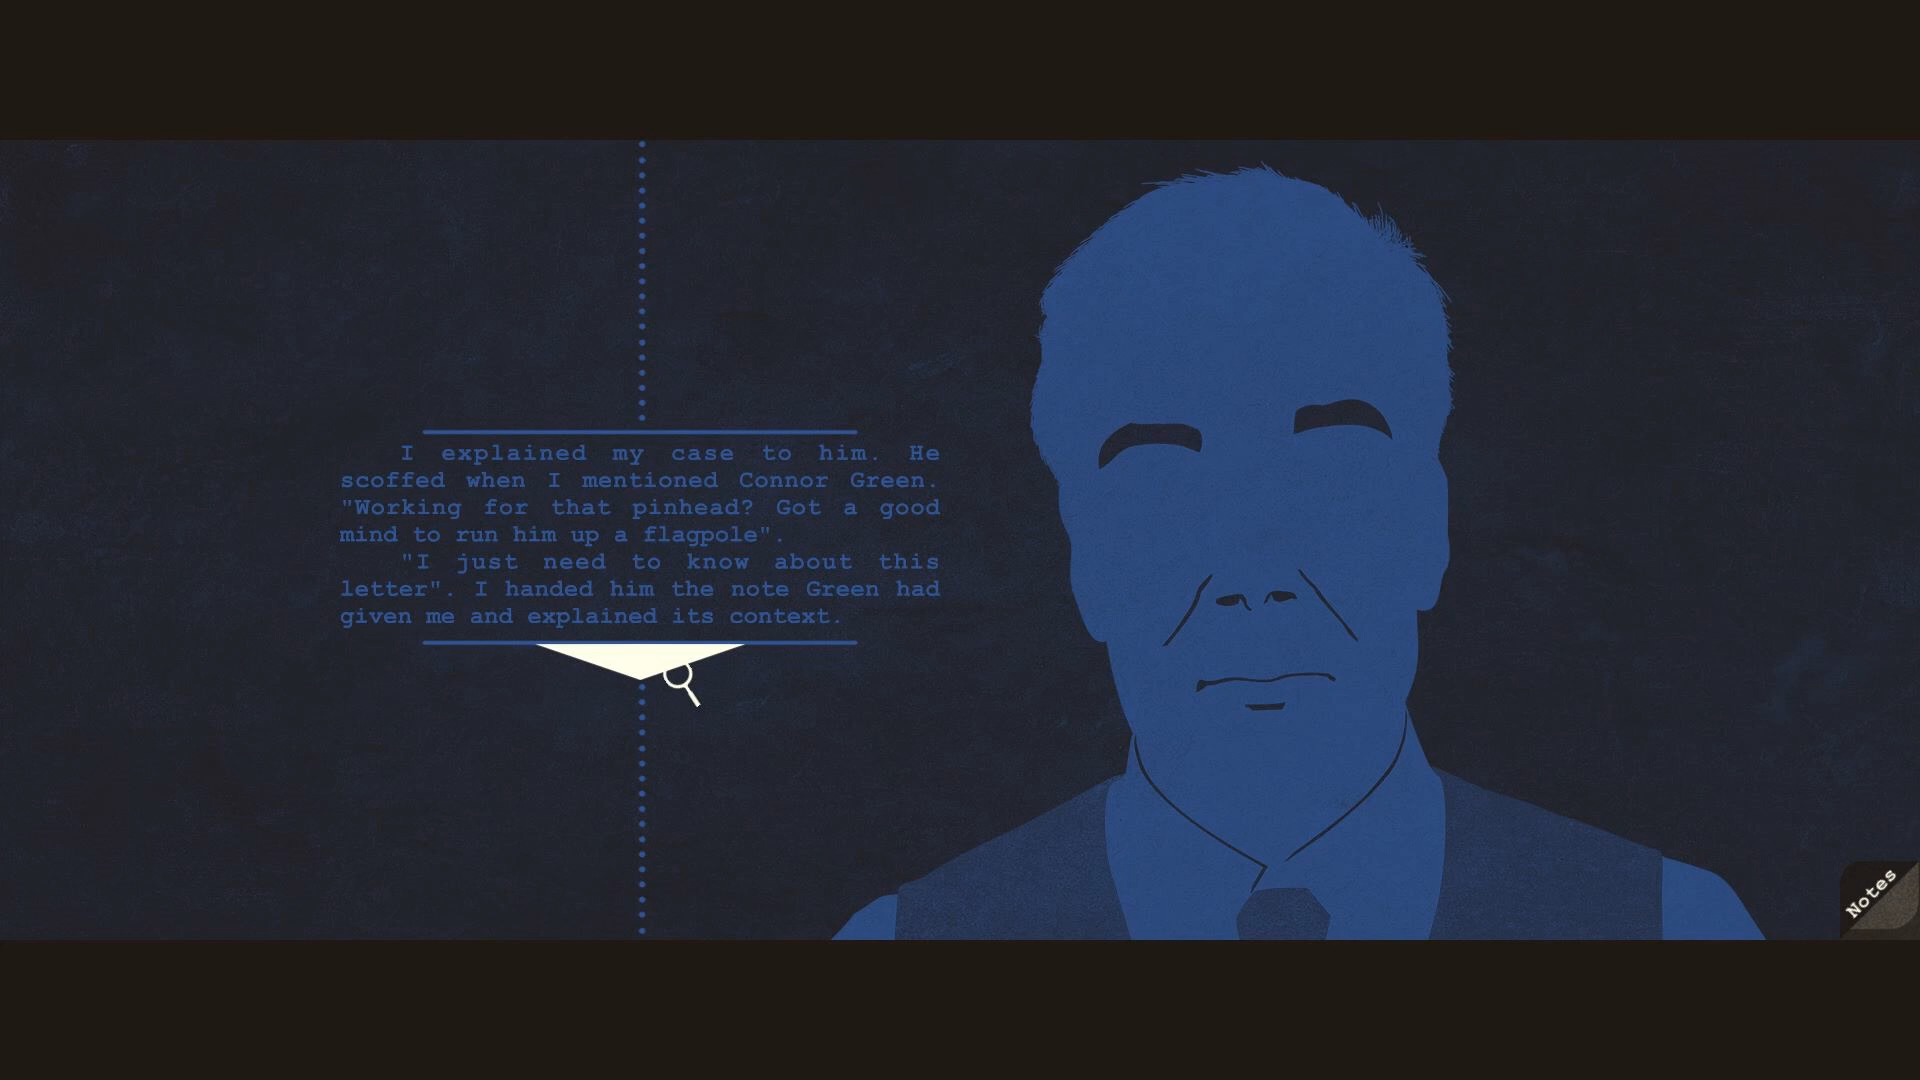 I explained my case to him. He
scoffed when I mentioned Connor Green.
"Working for that pinhead? Got a good
mind to run him up a flagpole".
"I just need to know about this
letter". I handed him the note Green had
given me and explained its context.
Notes